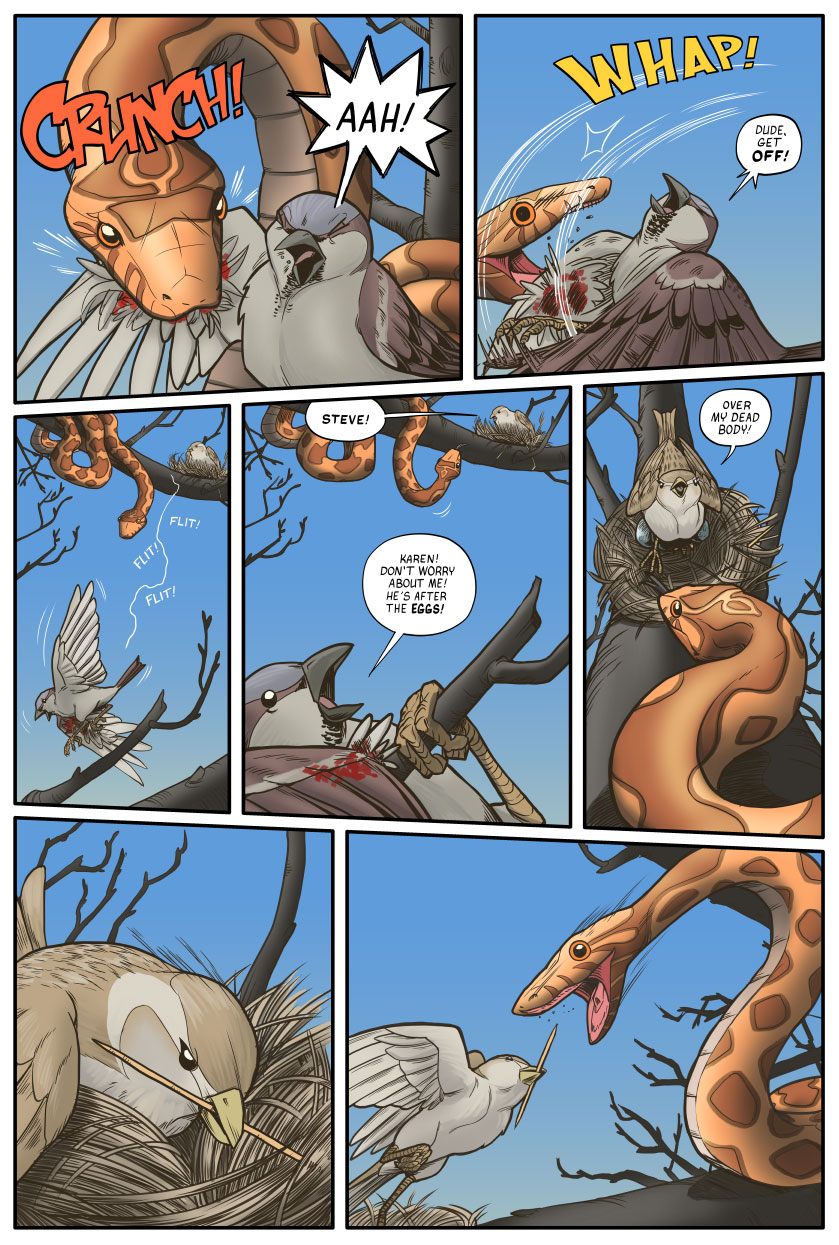 CRUNCH!
AAH!
WHAP!
DUDE,
GET
OFF!
FLIT!
FLIT!
FLIT!
STEVE!
KAREN!
DON'T WORRY
ABOUT ME!
HE'S AFTER
THE EGGS!
OVER
MY DEAD
BODY!